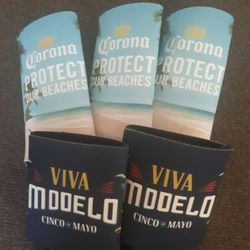 Corona
PROTECT
OUR BEACHES
Corona
PROTECT
OUR BEACHES
Corona
PROTECT
OUR BEACHES
VIVA
MODELO
CINCO DE MAYO
VIVA
MODELO
CINCO DE MAYO